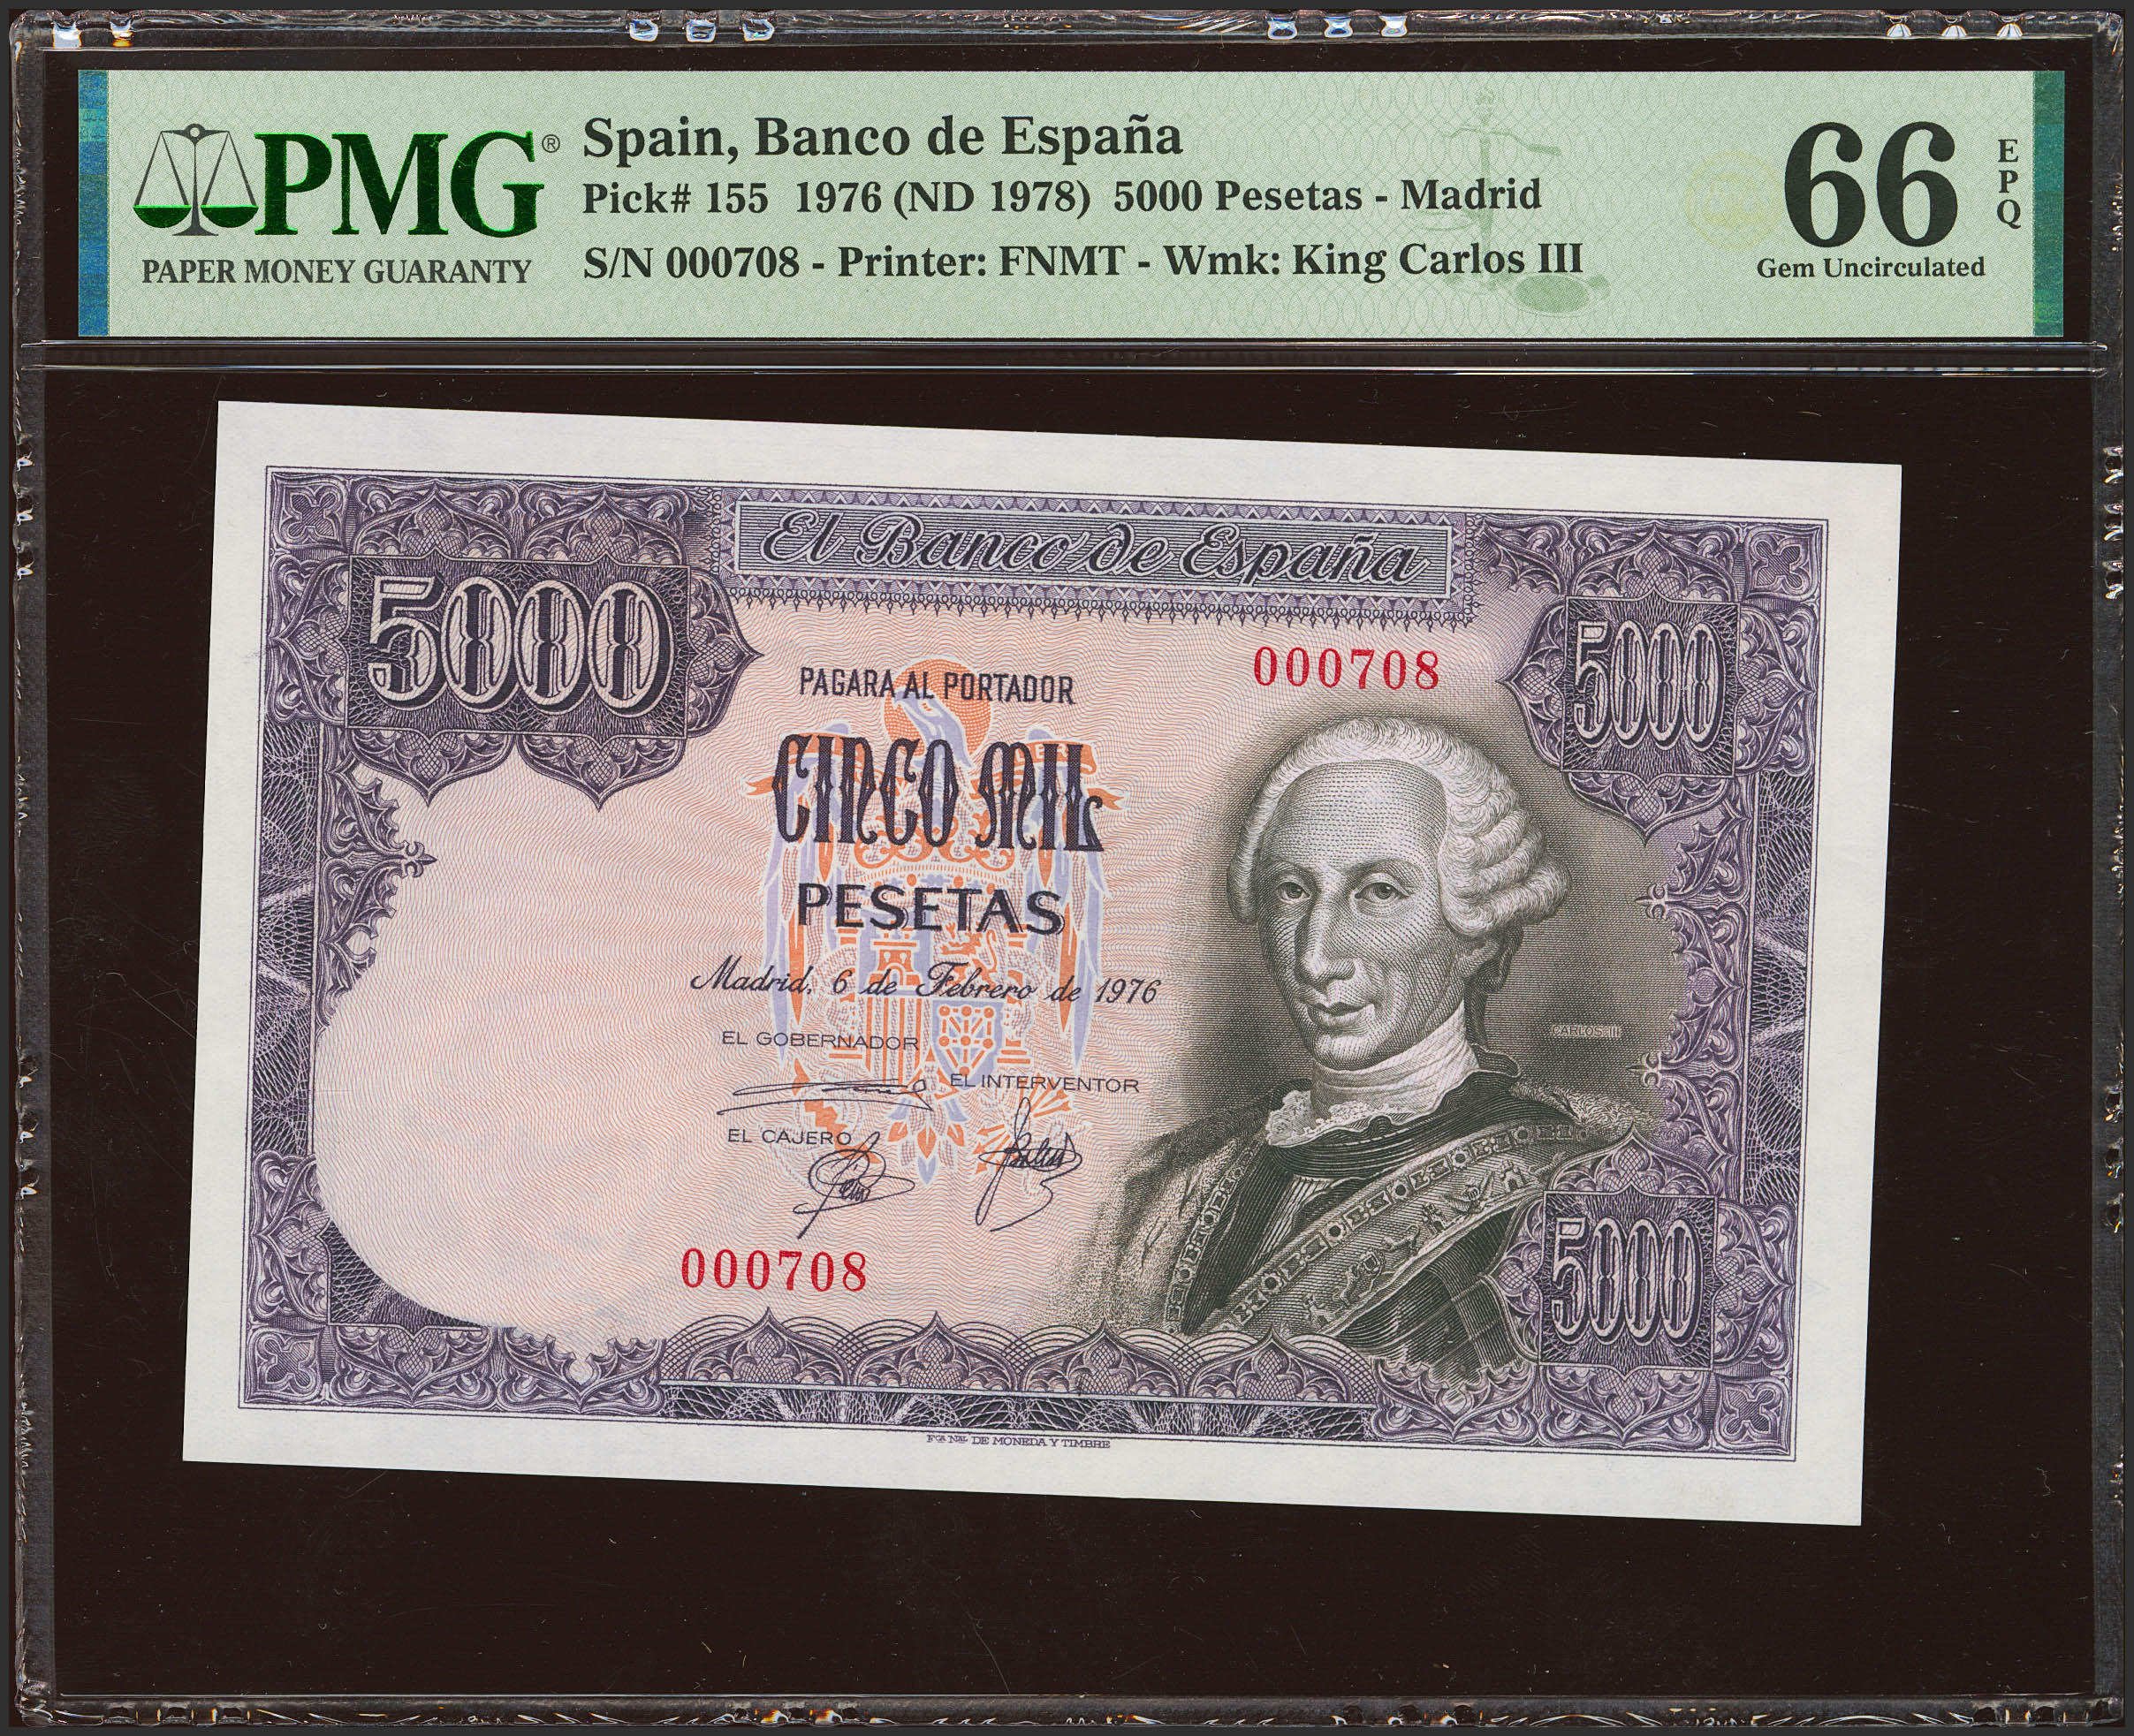 PMG®
PAPER MONEY GUARANTY
Spain, Banco de España
Pick# 155 1976 (ND 1978) 5000 Pesetas - Madrid
S/N 000708 - Printer: FNMT - Wmk: King Carlos III
66
EPQ
Gem Uncirculated
El Banco de España
5000
5000
000708
PAGARA AL PORTADOR
CINCO MIL
PESETAS
Madrid, 6 de Febrero de 1976
CARLOS III
EL GOBERNADOR
EL INTERVENTOR
EL CAJERO
000708
5000
Fca. Nal. DE MONEDA Y TIMBRE